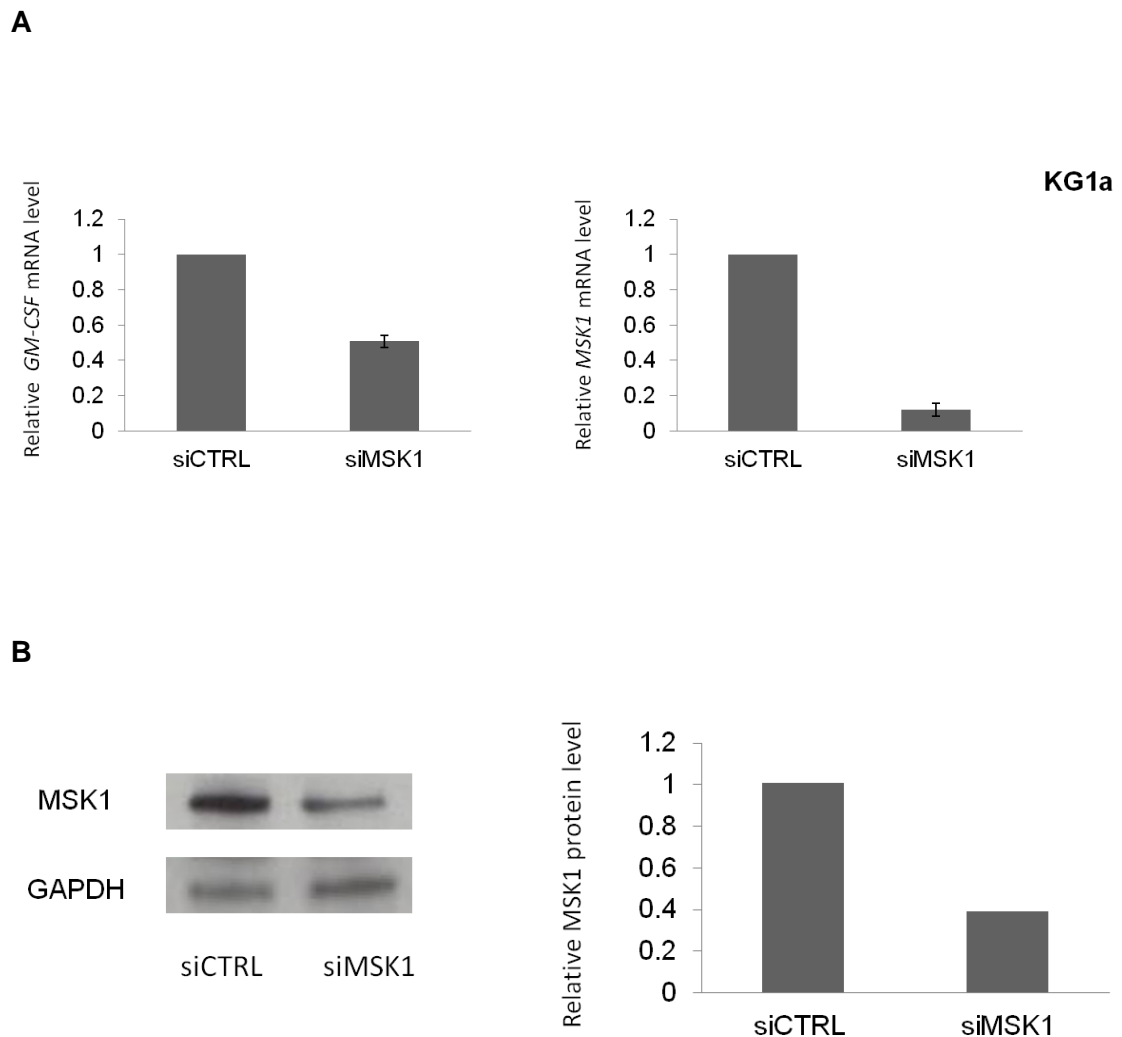 A
KG1a
Relative GM-CSF mRNA level
1.2
1
0.8
0.6
0.4
0.2
0
siCTRL
siMSK1
Relative MSK1 mRNA level
1.2
1
0.8
0.6
0.4
0.2
0
siCTRL
siMSK1
B
MSK1
GAPDH
siCTRL
siMSK1
Relative MSK1 protein level
1.2
1
0.8
0.6
0.4
0.2
0
siCTRL
siMSK1